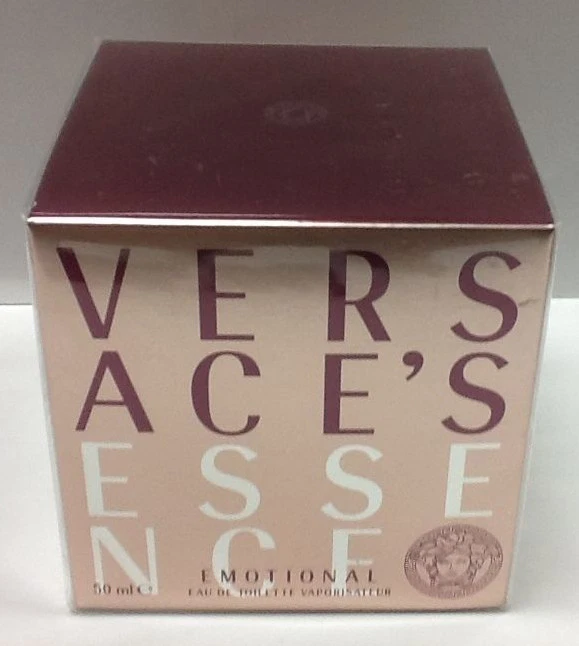 VERS
ACE'S
ESSE
NCE
EMOTIONAL
50 ml ℮ EAU DE TOILETTE VAPORISATEUR